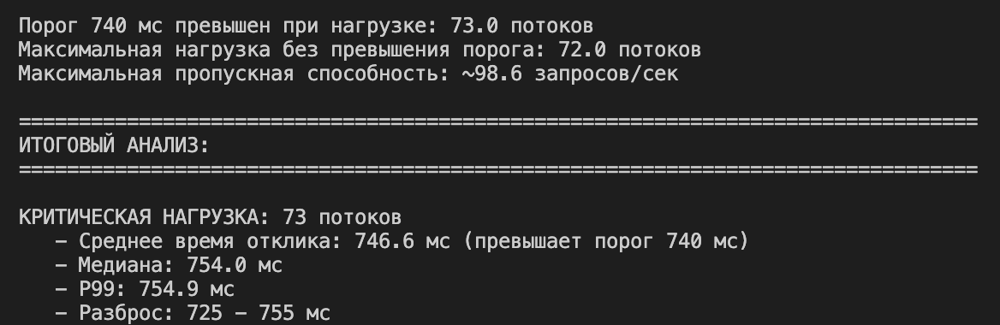 Порог 740 мс превышен при нагрузке: 73.0 потоков
Максимальная нагрузка без превышения порога: 72.0 потоков
Максимальная пропускная способность: ~98.6 запросов/сек
================================================================================
ИТОГОВЫЙ АНАЛИЗ:
================================================================================
КРИТИЧЕСКАЯ НАГРУЗКА: 73 потоков
- Среднее время отклика: 746.6 мс (превышает порог 740 мс)
- Медиана: 754.0 мс
- P99: 754.9 мс
- Разброс: 725 - 755 мс